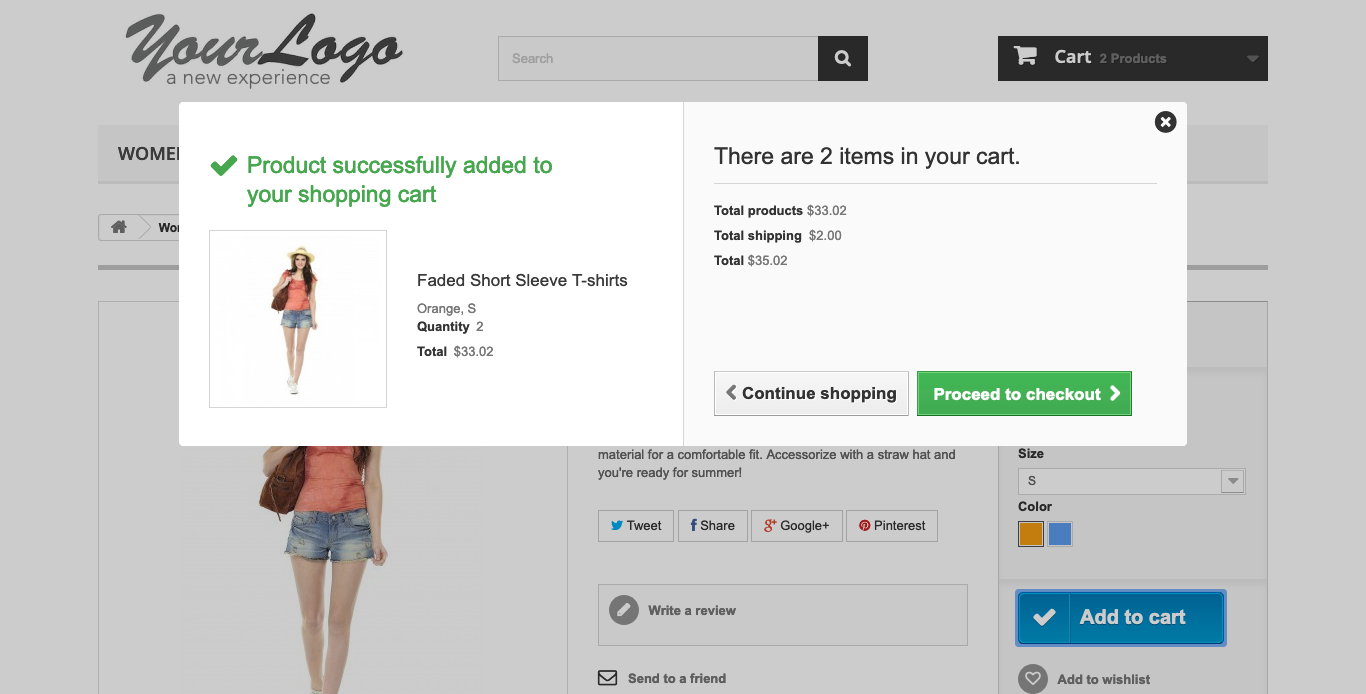 YourLogo
a new experience
Search
Cart 2 Products
WOMEN
Product successfully added to
your shopping cart
Faded Short Sleeve T-shirts
Orange, S
Quantity 2
Total $33.02
There are 2 items in your cart.
Total products $33.02
Total shipping $2.00
Total $35.02
Continue shopping
Proceed to checkout
material for a comfortable fit. Accessorize with a straw hat and
you're ready for summer!
Tweet
Share
Google+
Pinterest
Write a review
Send to a friend
Size
S
Color
Add to cart
Add to wishlist